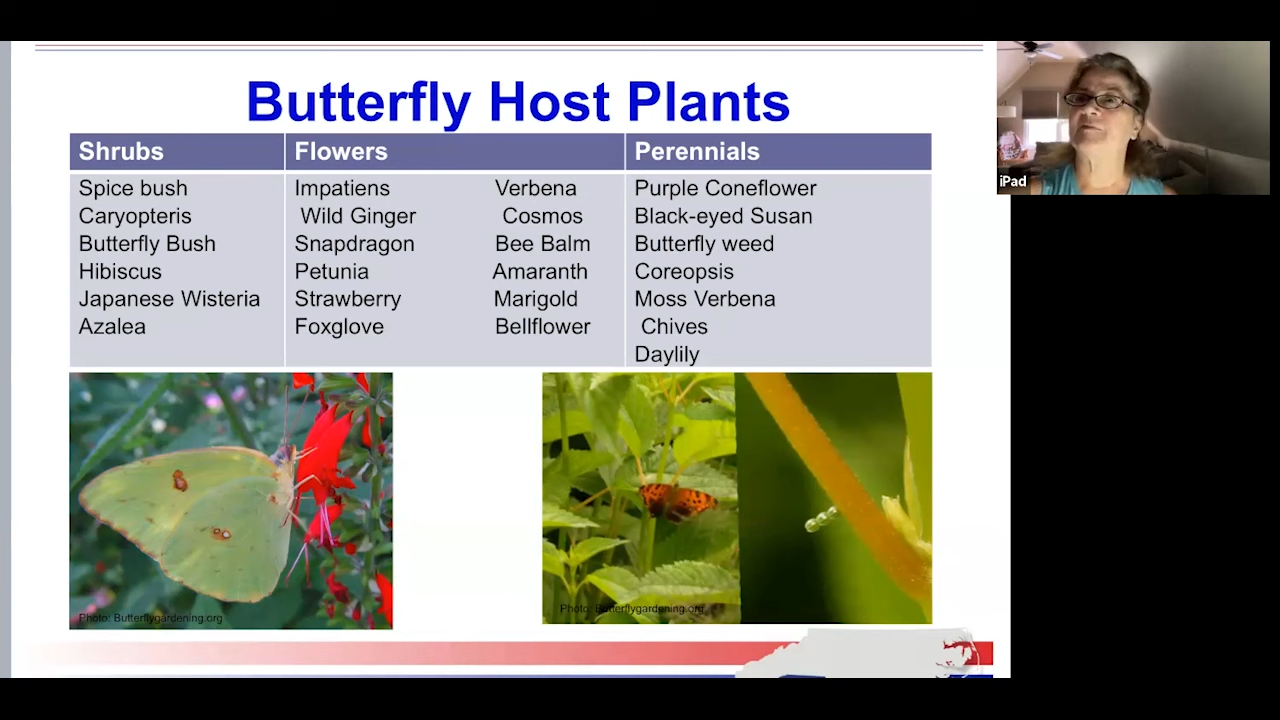 Butterfly Host Plants
Shrubs Flowers Perennials
Spice bush Impatiens Verbena Purple Coneflower
Caryopteris Wild Ginger Cosmos Black-eyed Susan
Butterfly Bush Snapdragon Bee Balm Butterfly weed
Hibiscus Petunia Amaranth Coreopsis
Japanese Wisteria Strawberry Marigold Moss Verbena
Azalea Foxglove Bellflower Chives
Daylily
Photo: Butterflygardening.org
Photo: Butterflygardening.org
iPad